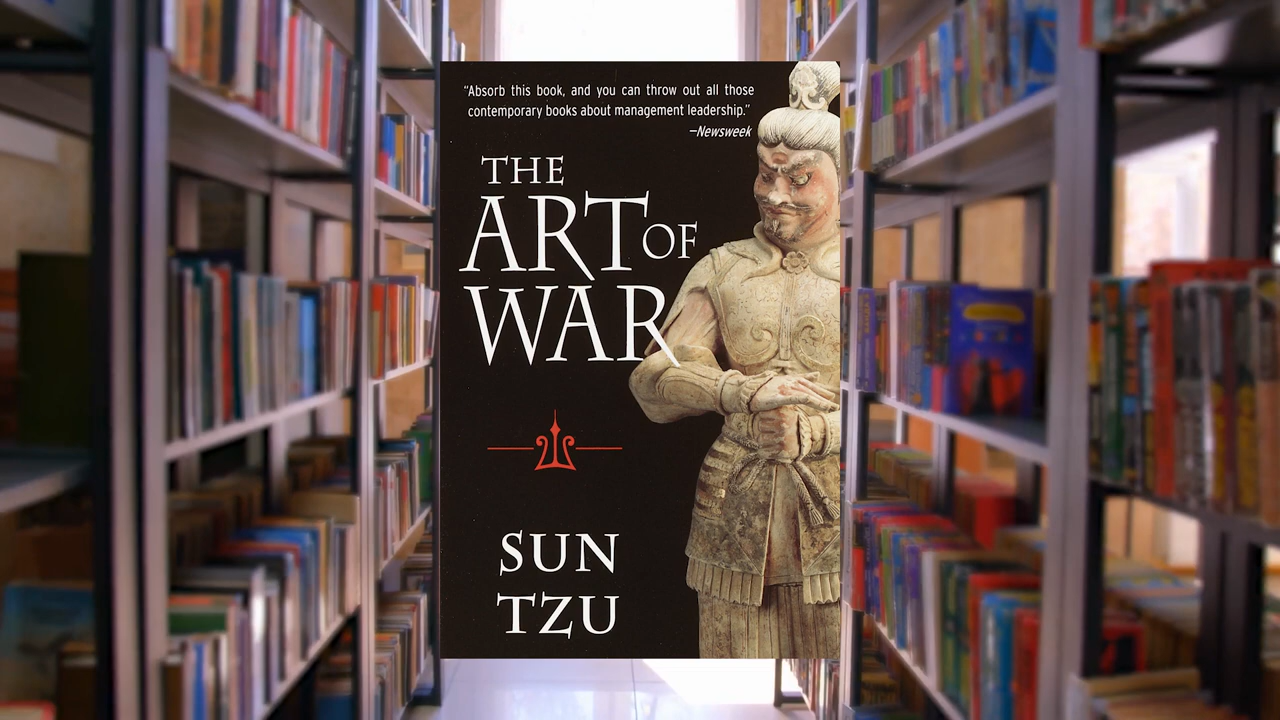 “Absorb this book, and you can throw out all those
contemporary books about management leadership.”
—Newsweek
THE
ART OF
WAR
SUN
TZU